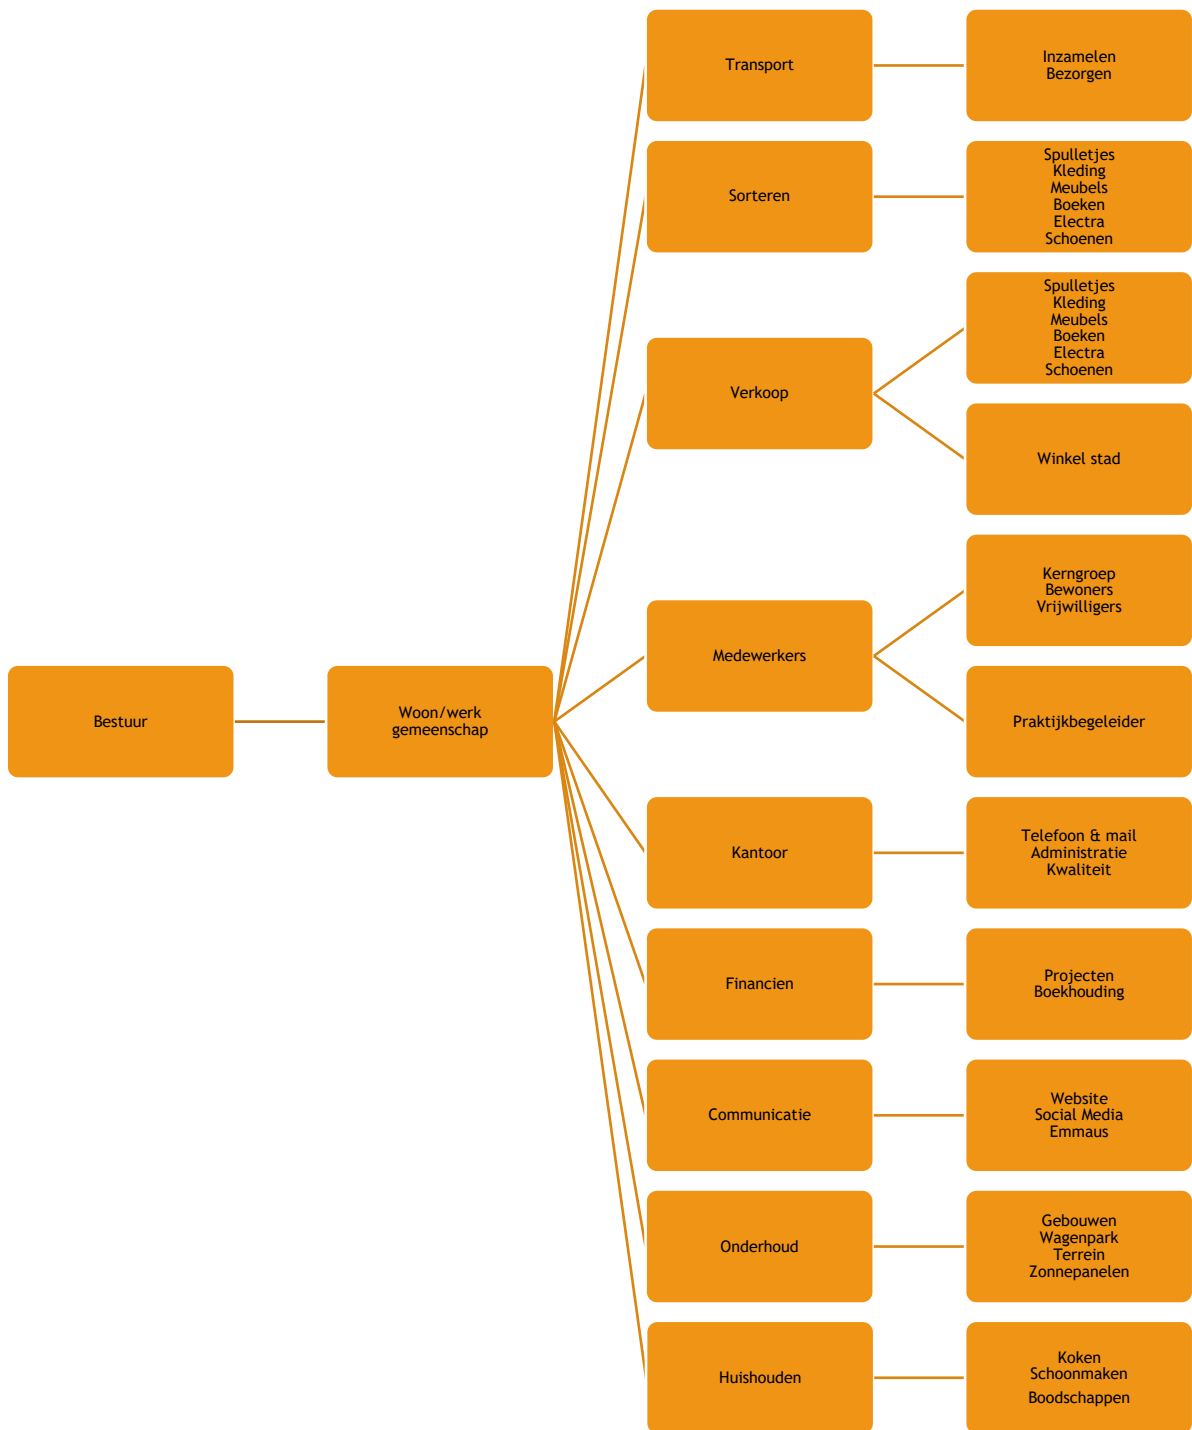 Bestuur
Woon/werk
gemeenschap
Transport
Inzamelen
Bezorgen
Sorteren
Spulletjes
Kleding
Meubels
Boeken
Electra
Schoenen
Verkoop
Spulletjes
Kleding
Meubels
Boeken
Electra
Schoenen
Winkel stad
Medewerkers
Kerngroep
Bewoners
Vrijwilligers
Praktijkbegeleider
Kantoor
Telefoon & mail
Administratie
Kwaliteit
Financien
Projecten
Boekhouding
Communicatie
Website
Social Media
Emmaus
Onderhoud
Gebouwen
Wagenpark
Terrein
Zonnepanelen
Huishouden
Koken
Schoonmaken
Boodschappen